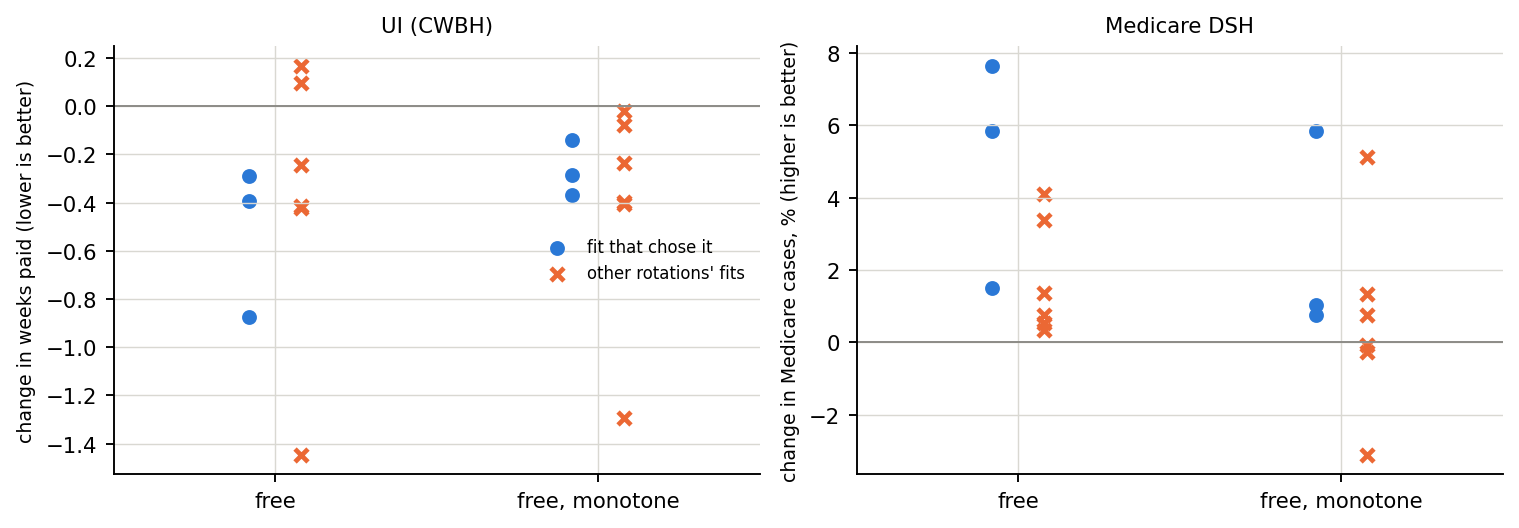 UI (CWBH)
change in weeks paid (lower is better)
0.2
0.0
−0.2
−0.4
−0.6
−0.8
−1.0
−1.2
−1.4
free
free, monotone
fit that chose it
other rotations' fits
Medicare DSH
change in Medicare cases, % (higher is better)
8
6
4
2
0
−2
free
free, monotone